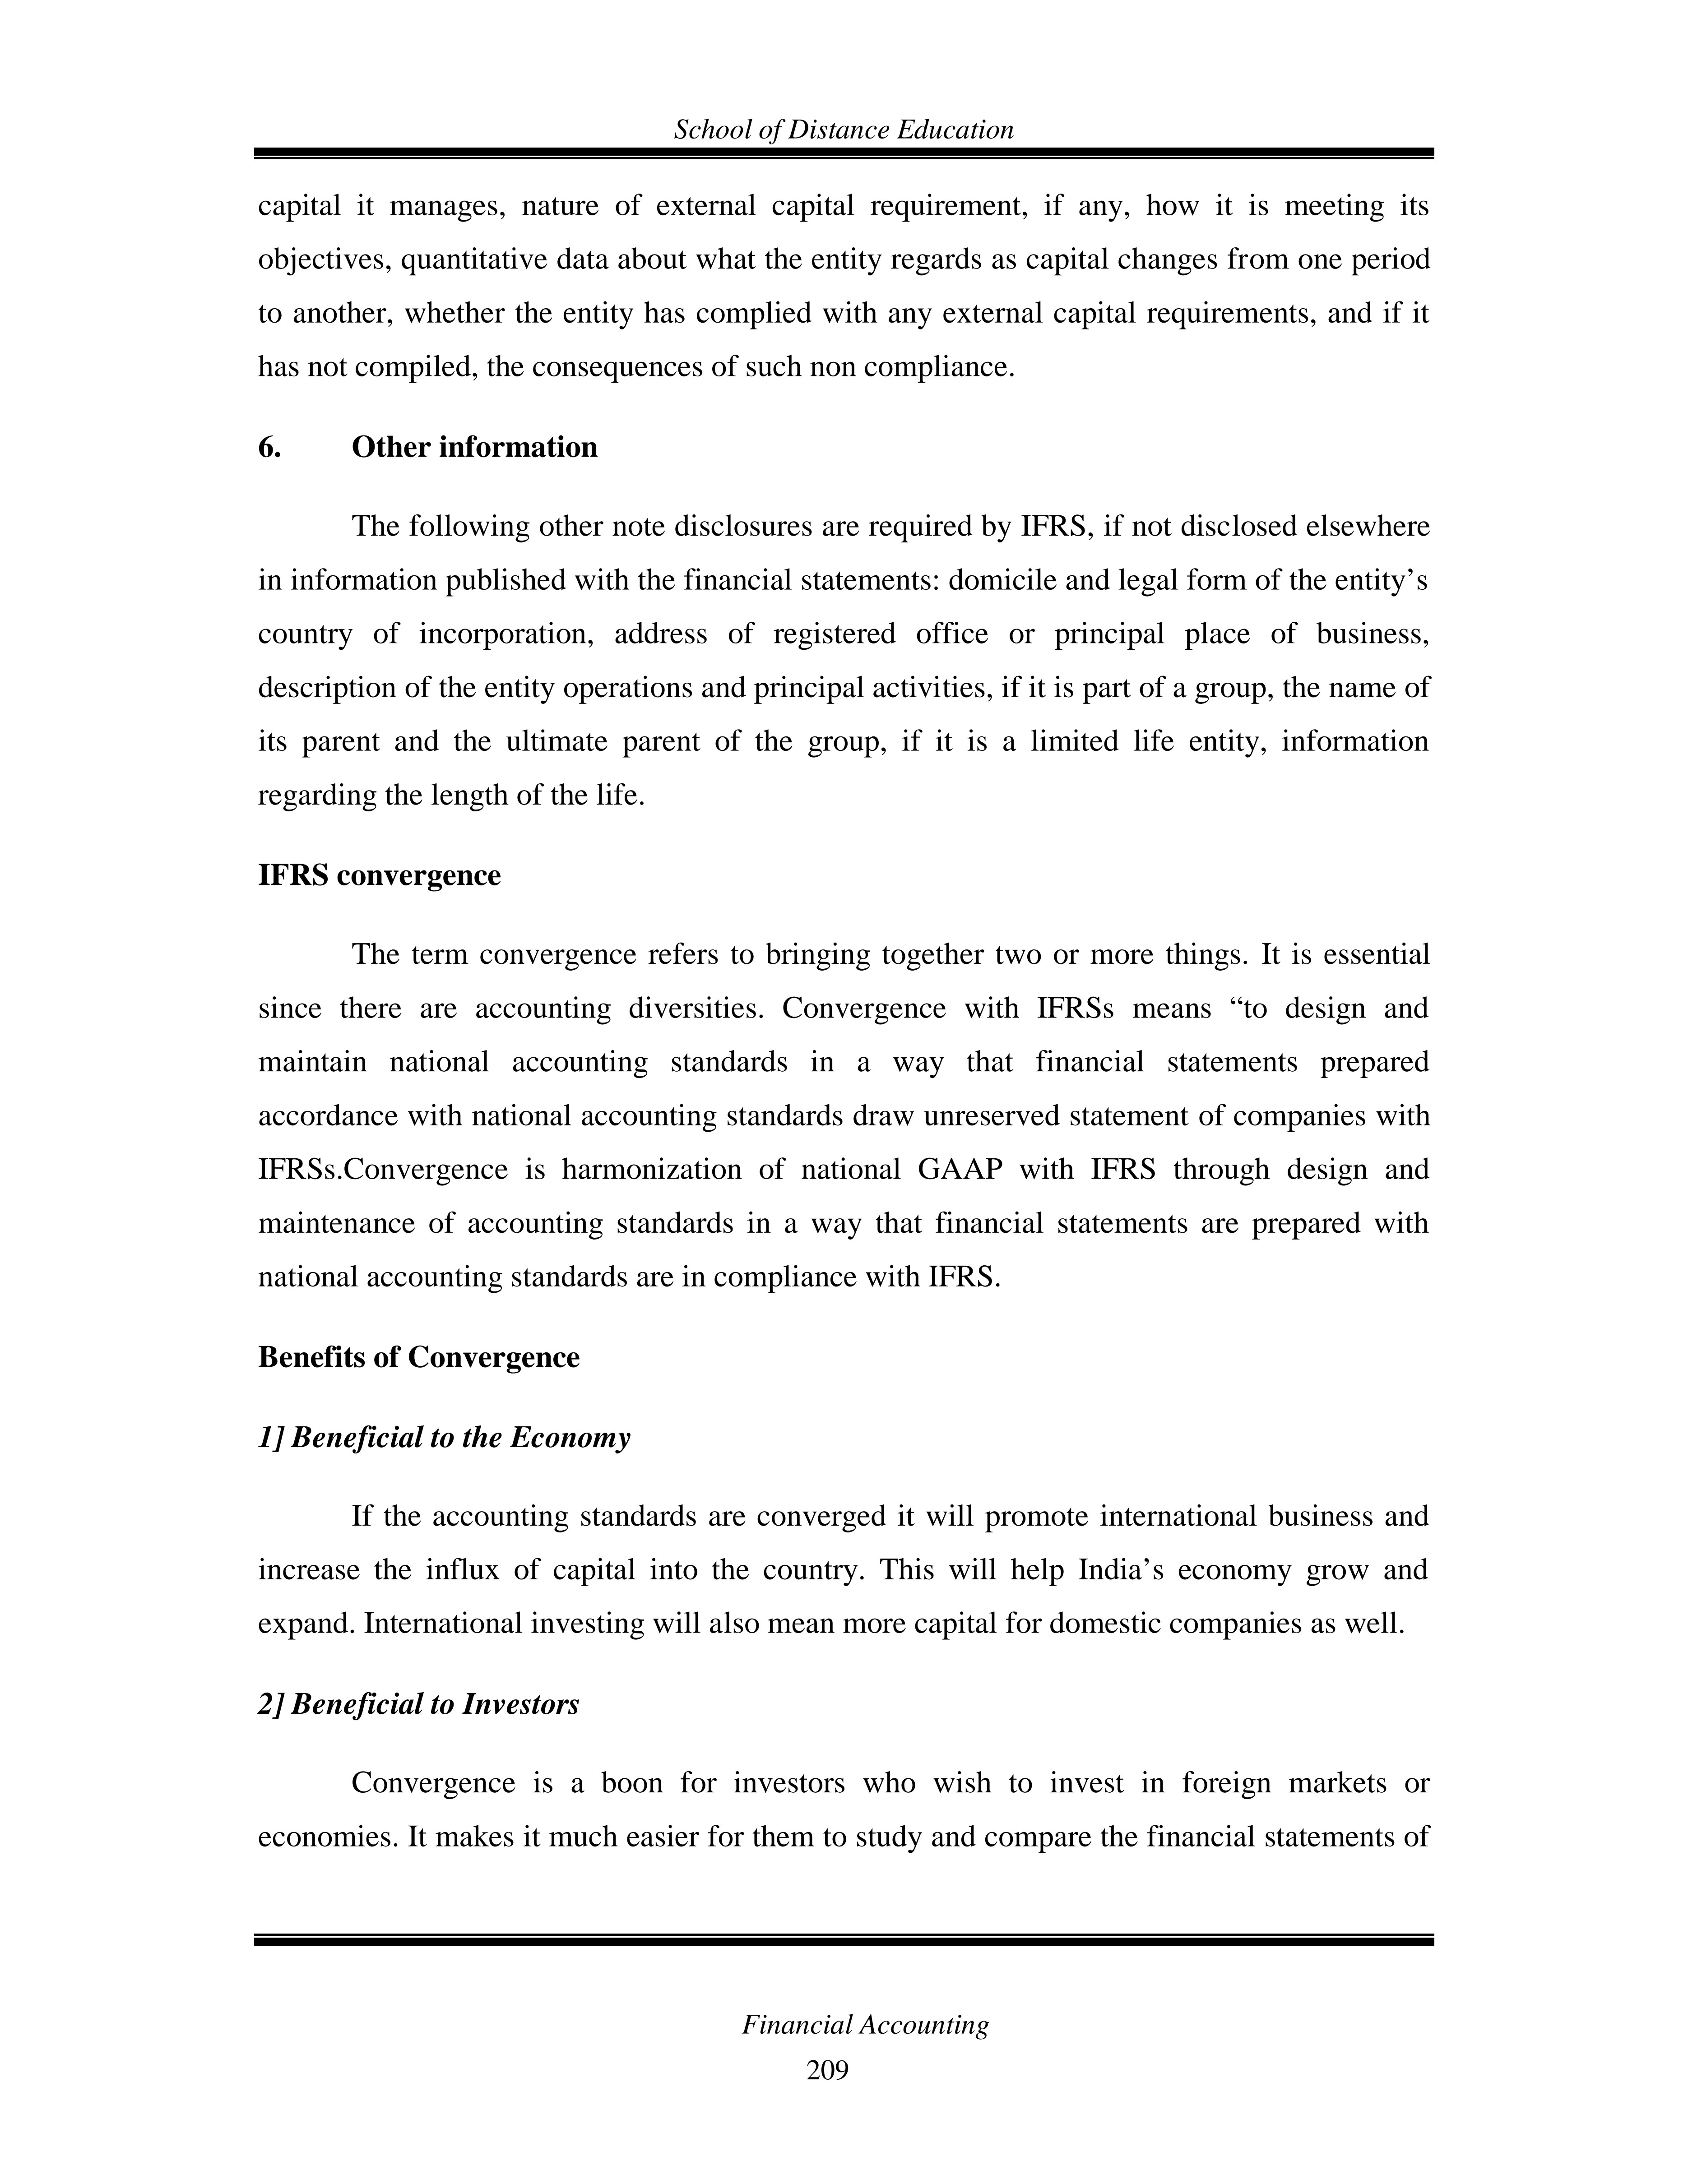 School of Distance Education
capital it manages, nature of external capital requirement, if any, how it is meeting its
objectives, quantitative data about what the entity regards as capital changes from one period
to another, whether the entity has complied with any external capital requirements, and if it
has not compiled, the consequences of such non compliance.
6. Other information
The following other note disclosures are required by IFRS, if not disclosed elsewhere
in information published with the financial statements: domicile and legal form of the entity’s
country of incorporation, address of registered office or principal place of business,
description of the entity operations and principal activities, if it is part of a group, the name of
its parent and the ultimate parent of the group, if it is a limited life entity, information
regarding the length of the life.
IFRS convergence
The term convergence refers to bringing together two or more things. It is essential
since there are accounting diversities. Convergence with IFRSs means “to design and
maintain national accounting standards in a way that financial statements prepared
accordance with national accounting standards draw unreserved statement of companies with
IFRSs.Convergence is harmonization of national GAAP with IFRS through design and
maintenance of accounting standards in a way that financial statements are prepared with
national accounting standards are in compliance with IFRS.
Benefits of Convergence
1] Beneficial to the Economy
If the accounting standards are converged it will promote international business and
increase the influx of capital into the country. This will help India’s economy grow and
expand. International investing will also mean more capital for domestic companies as well.
2] Beneficial to Investors
Convergence is a boon for investors who wish to invest in foreign markets or
economies. It makes it much easier for them to study and compare the financial statements of
Financial Accounting
209